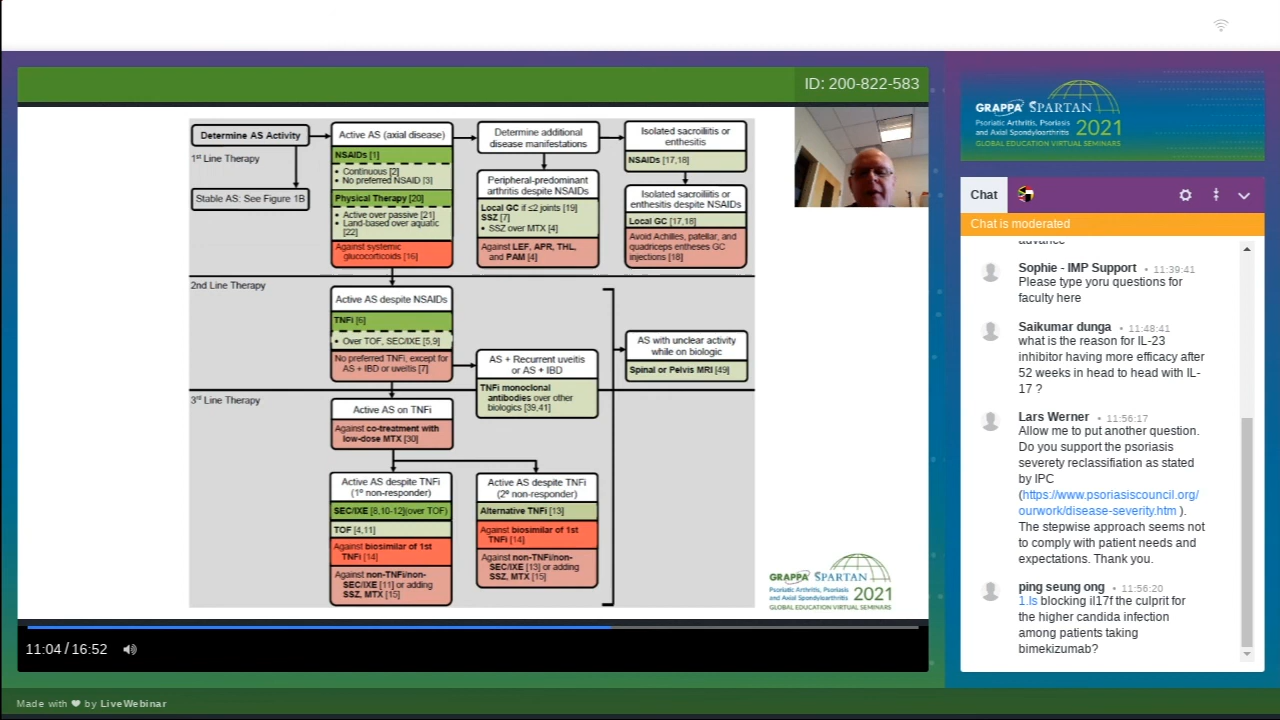 ID: 200-822-583
Determine AS Activity
1st Line Therapy
Stable AS: See Figure 1B
Active AS (axial disease)
NSAIDs [1]
• Continuous [2]
• No preferred NSAID [3]
Physical Therapy [20]
• Active over passive [21]
• Land-based over aquatic
[22]
Against systemic
glucocorticoids [16]
Determine additional
disease manifestations
Peripheral-predominant
arthritis despite NSAIDs
Local GC if ≤2 joints [19]
SSZ [7]
• SSZ over MTX [4]
Against LEF, APR, THL,
and PAM [4]
Isolated sacroiliitis or
enthesitis
NSAIDs [17,18]
Isolated sacroiliitis or
enthesitis despite NSAIDs
Local GC [17,18]
Avoid Achilles, patellar, and
quadriceps entheses GC
injections [18]
2nd Line Therapy
Active AS despite NSAIDs
TNFi [6]
• Over TOF, SEC/IXE [5,9]
No preferred TNFi, except for
AS + IBD or uveitis [7]
AS + Recurrent uveitis
or AS + IBD
TNFi monoclonal
antibodies over other
biologics [39,41]
AS with unclear activity
while on biologic
Spinal or Pelvis MRI [49]
3rd Line Therapy
Active AS on TNFi
Against co-treatment with
low-dose MTX [30]
Active AS despite TNFi
(1º non-responder)
SEC/IXE [8,10-12](over TOF)
TOF [4,11]
Against biosimilar of 1st
TNFi [14]
Against non-TNFi/non-
SEC/IXE [11] or adding
SSZ, MTX [15]
Active AS despite TNFi
(2º non-responder)
Alternative TNFi [13]
Against biosimilar of 1st
TNFi [14]
Against non-TNFi/non-
SEC/IXE [13] or adding
SSZ, MTX [15]
GRAPPA SPARTAN
Psoriatic Arthritis, Psoriasis
and Axial Spondyloarthritis 2021
GLOBAL EDUCATION VIRTUAL SEMINARS
11:04 / 16:52
Made with ❤ by LiveWebinar
GRAPPA SPARTAN
Psoriatic Arthritis, Psoriasis
and Axial Spondyloarthritis 2021
GLOBAL EDUCATION VIRTUAL SEMINARS
Chat
Chat is moderated
advance
Sophie - IMP Support • 11:39:41
Please type yoru questions for
faculty here
Saikumar dunga • 11:48:41
what is the reason for IL-23
inhibitor having more efficacy after
52 weeks in head to head with IL-
17 ?
Lars Werner • 11:56:17
Allow me to put another question.
Do you support the psoriasis
severety reclassifiation as stated
by IPC
(https://www.psoriasiscouncil.org/
ourwork/disease-severity.htm ).
The stepwise approach seems not
to comply with patient needs and
expectations. Thank you.
ping seung ong • 11:56:20
1.Is blocking il17f the culprit for
the higher candida infection
among patients taking
bimekizumab?